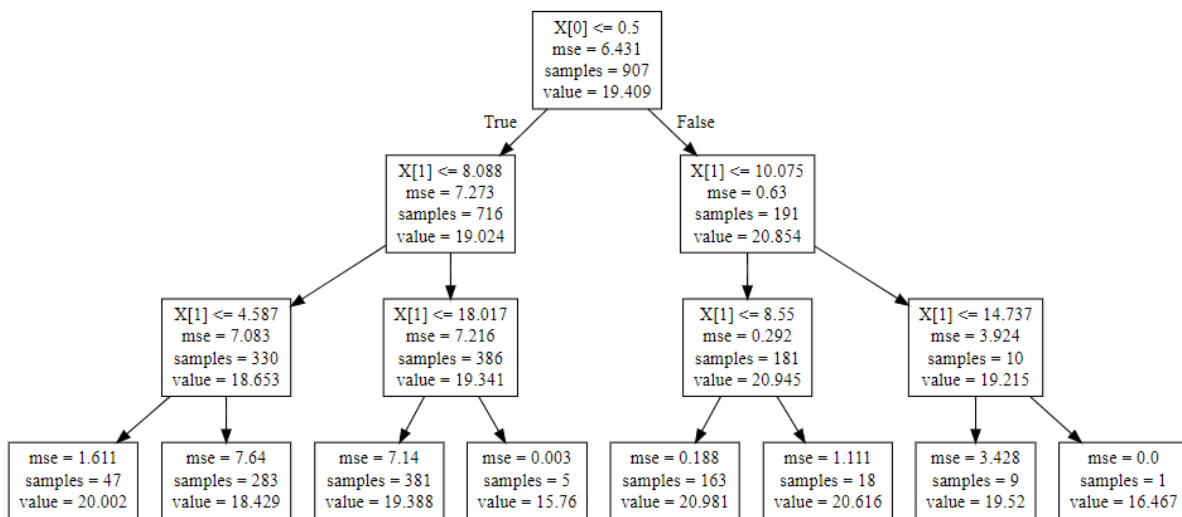 X[0] <= 0.5
mse = 6.431
samples = 907
value = 19.409
True
False
X[1] <= 8.088
mse = 7.273
samples = 716
value = 19.024
X[1] <= 10.075
mse = 0.63
samples = 191
value = 20.854
X[1] <= 4.587
mse = 7.083
samples = 330
value = 18.653
X[1] <= 18.017
mse = 7.216
samples = 386
value = 19.341
X[1] <= 8.55
mse = 0.292
samples = 181
value = 20.945
X[1] <= 14.737
mse = 3.924
samples = 10
value = 19.215
mse = 1.611
samples = 47
value = 20.002
mse = 7.64
samples = 283
value = 18.429
mse = 7.14
samples = 381
value = 19.388
mse = 0.003
samples = 5
value = 15.76
mse = 0.188
samples = 163
value = 20.981
mse = 1.111
samples = 18
value = 20.616
mse = 3.428
samples = 9
value = 19.52
mse = 0.0
samples = 1
value = 16.467